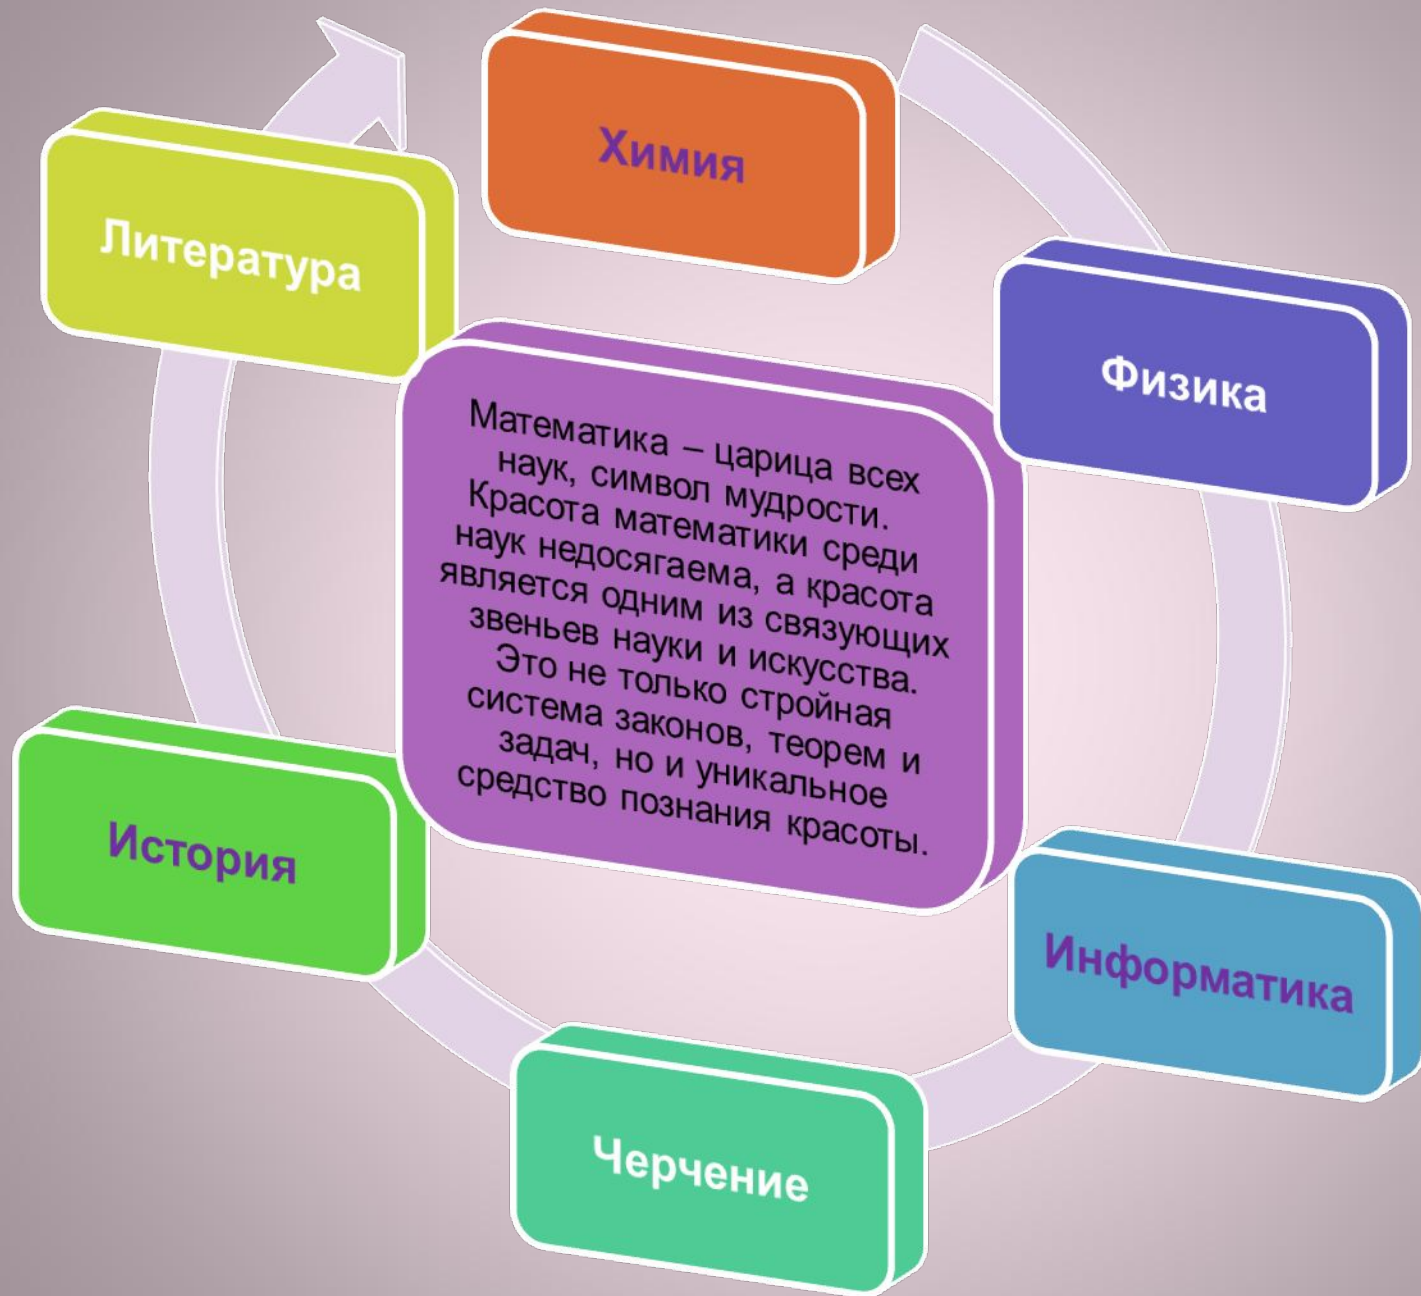 Химия
Литература
Физика
Математика – царица всех
наук, символ мудрости.
Красота математики среди
наук недосягаема, а красота
является одним из связующих
звеньев науки и искусства.
Это не только стройная
система законов, теорем и
задач, но и уникальное
средство познания красоты.
История
Информатика
Черчение